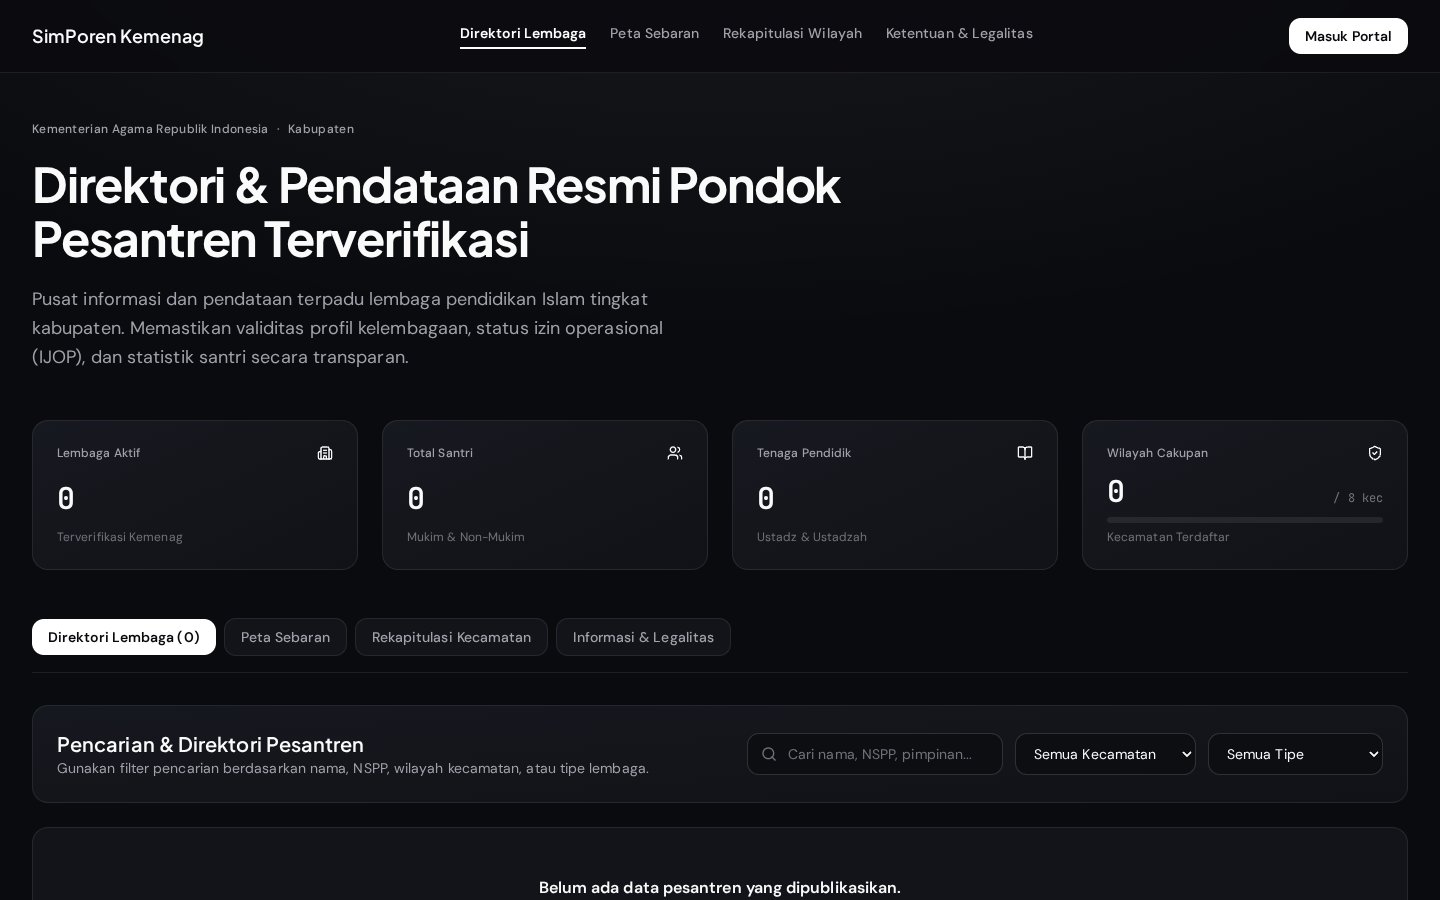 SimPoren Kemenag
Direktori Lembaga
Peta Sebaran
Rekapitulasi Wilayah
Ketentuan & Legalitas
Masuk Portal
Kementerian Agama Republik Indonesia · Kabupaten
Direktori & Pendataan Resmi Pondok
Pesantren Terverifikasi
Pusat informasi dan pendataan terpadu lembaga pendidikan Islam tingkat
kabupaten. Memastikan validitas profil kelembagaan, status izin operasional
(IJOP), dan statistik santri secara transparan.
Lembaga Aktif
0
Terverifikasi Kemenag
Total Santri
0
Mukim & Non-Mukim
Tenaga Pendidik
0
Ustadz & Ustadzah
Wilayah Cakupan
0
/ 8 kec
Kecamatan Terdaftar
Direktori Lembaga (0)
Peta Sebaran
Rekapitulasi Kecamatan
Informasi & Legalitas
Pencarian & Direktori Pesantren
Gunakan filter pencarian berdasarkan nama, NSPP, wilayah kecamatan, atau tipe lembaga.
Cari nama, NSPP, pimpinan...
Semua Kecamatan
Semua Tipe
Belum ada data pesantren yang dipublikasikan.